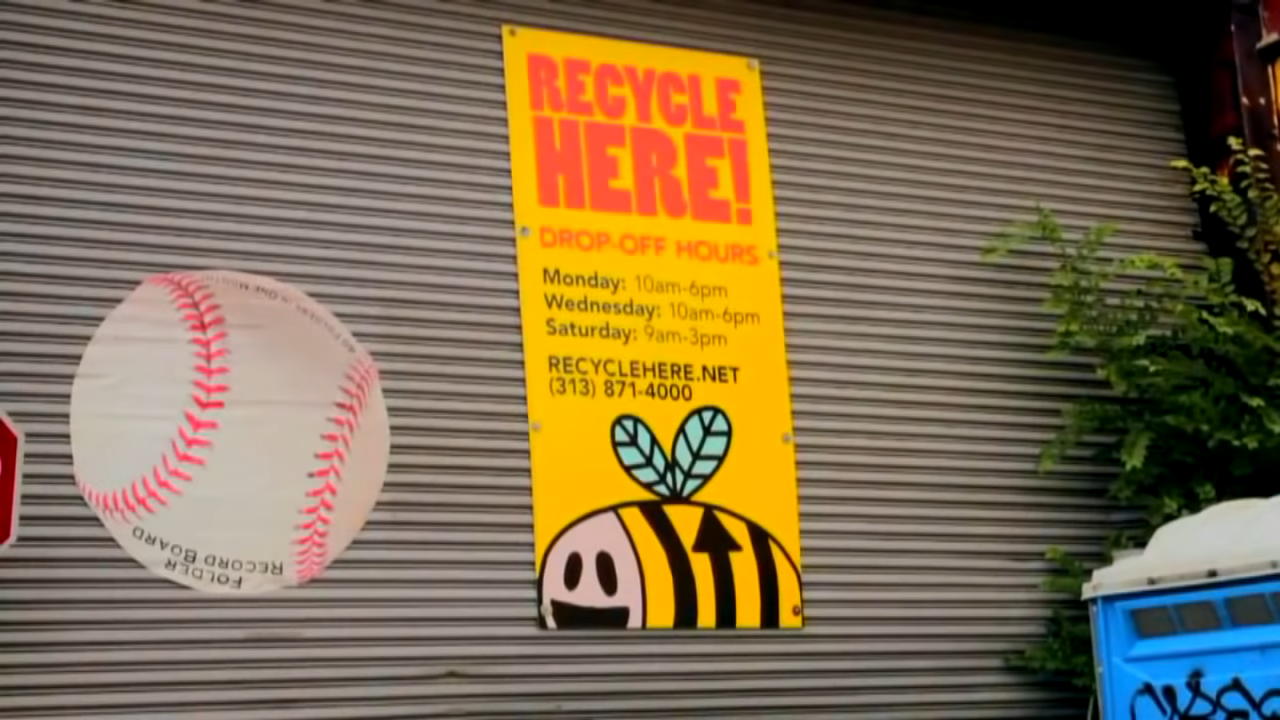 RECYCLE
HERE!
DROP-OFF HOURS
Monday: 10am-6pm
Wednesday: 10am-6pm
Saturday: 9am-3pm
RECYCLEHERE.NET
(313) 871-4000
FOLDER
RECORD BOARD